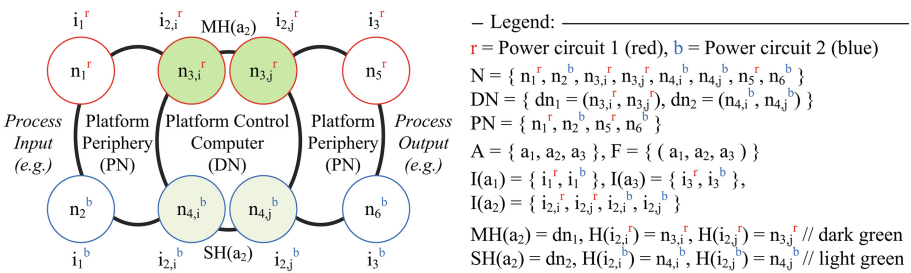 i₁ʳ i₂,ᵢʳ MH(a₂) i₂,ⱼʳ i₃ʳ
n₁ʳ n₃,ᵢʳ n₃,ⱼʳ n₅ʳ
Process Input (e.g.)
Platform Periphery (PN)
Platform Control Computer (DN)
Platform Periphery (PN)
Process Output (e.g.)
n₂ᵇ n₄,ᵢᵇ n₄,ⱼᵇ n₆ᵇ
i₁ᵇ i₂,ᵢᵇ SH(a₂) i₂,ⱼᵇ i₃ᵇ
– Legend:
r = Power circuit 1 (red), b = Power circuit 2 (blue)
N = { n₁ʳ, n₂ᵇ, n₃,ᵢʳ, n₃,ⱼʳ, n₄,ᵢᵇ, n₄,ⱼᵇ, n₅ʳ, n₆ᵇ }
DN = { dn₁ = (n₃,ᵢʳ, n₃,ⱼʳ), dn₂ = (n₄,ᵢᵇ, n₄,ⱼᵇ) }
PN = { n₁ʳ, n₂ᵇ, n₅ʳ, n₆ᵇ }
A = { a₁, a₂, a₃ }, F = { ( a₁, a₂, a₃ ) }
I(a₁) = { i₁ʳ, i₁ᵇ }, I(a₃) = { i₃ʳ, i₃ᵇ },
I(a₂) = { i₂,ᵢʳ, i₂,ⱼʳ, i₂,ᵢᵇ, i₂,ⱼᵇ }
MH(a₂) = dn₁, H(i₂,ᵢʳ) = n₃,ᵢʳ, H(i₂,ⱼʳ) = n₃,ⱼʳ // dark green
SH(a₂) = dn₂, H(i₂,ᵢᵇ) = n₄,ᵢᵇ, H(i₂,ⱼᵇ) = n₄,ⱼᵇ // light green